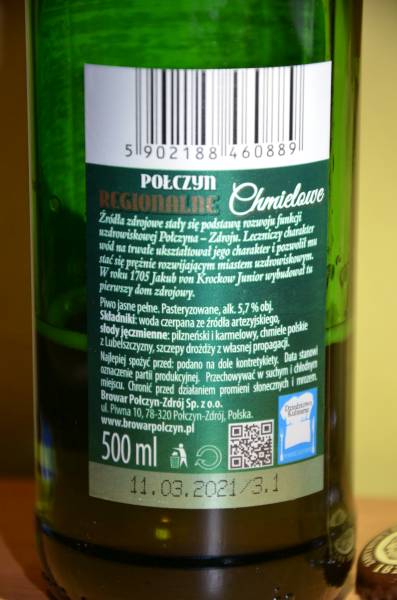 5 902188 460889
POŁCZYN
REGIONALNE Chmielowe
Źródła zdrojowe stały się podstawą rozwoju funkcji
uzdrowiskowej Połczyna – Zdroju. Leczniczy charakter
wód na trwale ukształtował jego charakter i pozwolił mu
stać się prężnie rozwijającym miastem uzdrowiskowym.
W roku 1705 Jakub von Krockow Junior wybudował tu
pierwszy dom zdrojowy.
Piwo jasne pełne. Pasteryzowane, alk. 5,7 % obj.
Składniki: woda czerpana ze źródła artezyjskiego,
słody jęczmienne: pilzneński i karmelowy, chmiele polskie
z Lubelszczyzny, szczepy drożdży z własnej propagacji.
Najlepiej spożyć przed: podano na dole kontretykiety. Data stanowi
oznaczenie partii produkcyjnej. Przechowywać w suchym i chłodnym
miejscu. Chronić przed działaniem promieni słonecznych i mrozem.
Browar Połczyn-Zdrój Sp. z o.o.
ul. Piwna 10, 78-320 Połczyn-Zdrój, Polska.
www.browarpolczyn.pl
500 ml
Dziedzictwo
Kulinarne
11.03.2021/3.1